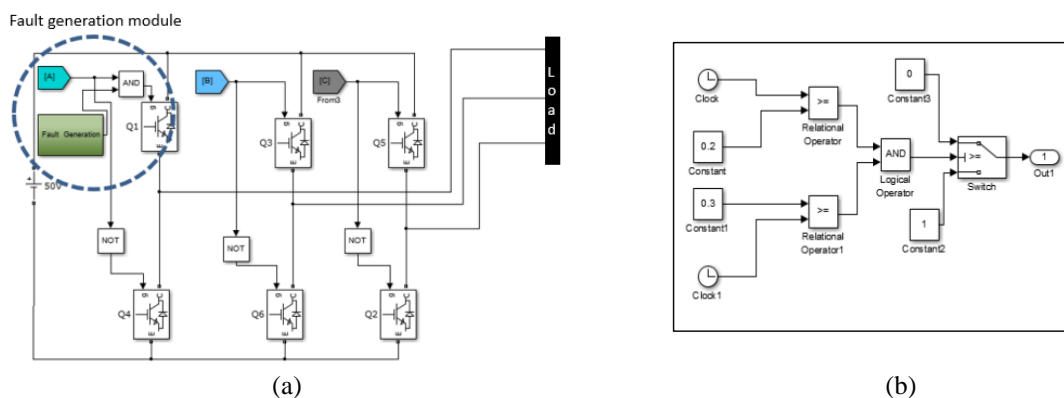 Fault generation module
[A]
AND
Fault Generation
Q1
[B]
[C]
From3
Q3
Q5
+
50V
NOT
NOT
NOT
Q4
Q6
Q2
g C
E
g C
E
g C
E
g C
E
g C
E
g C
E
Load
(a)
Clock
0.2
Constant
0.3
Constant1
Clock1
>=
Relational
Operator
>=
Relational
Operator1
AND
Logical
Operator
0
Constant3
1
Constant2
>=
Switch
1
Out1
(b)